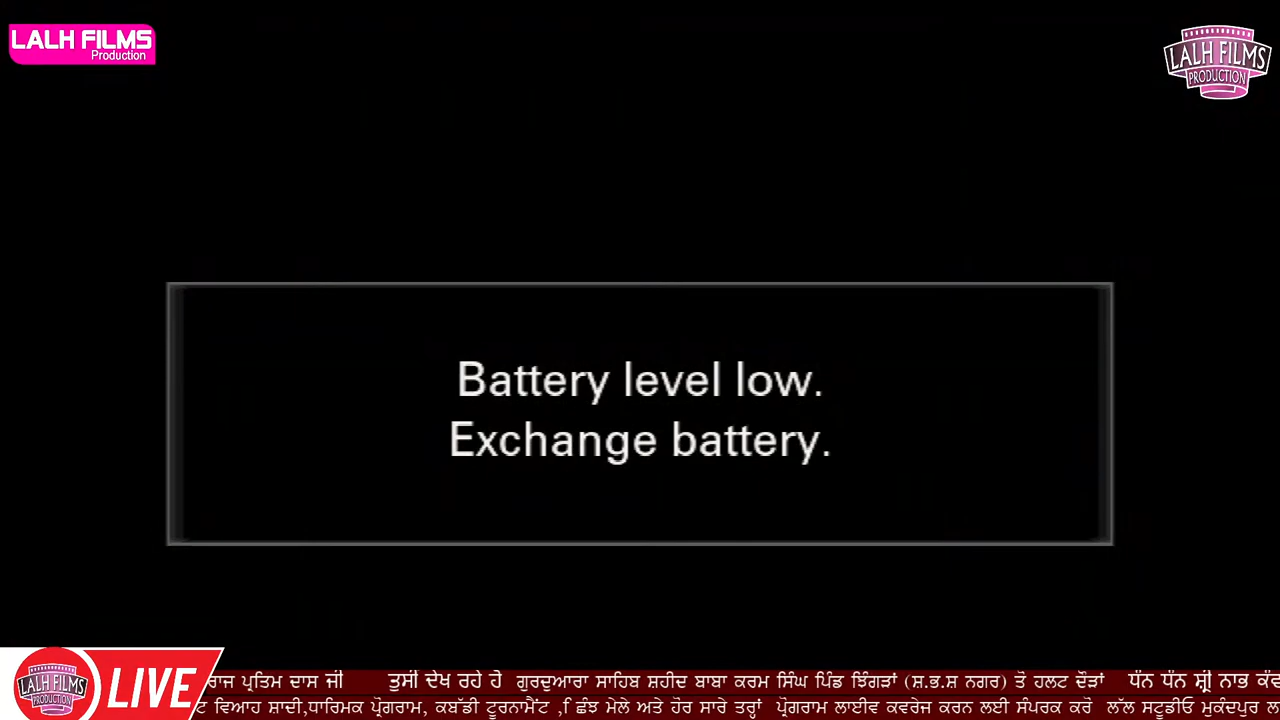 LALH FILMS
Production
LALH FILMS
PRODUCTION
Battery level low.
Exchange battery.
LALH FILMS
PRODUCTION
LIVE
ਰਾਜ ਪ੍ਰਤਿਮ ਦਾਸ ਜੀ ਤੁਸੀਂ ਦੇਖ ਰਹੇ ਹੋ ਗੁਰਦੁਆਰਾ ਸਾਹਿਬ ਸ਼ਹੀਦ ਬਾਬਾ ਕਰਮ ਸਿੰਘ ਪਿੰਡ ਝਿੰਗੜਾਂ (ਸ਼.ਭ.ਸ਼ ਨਗਰ) ਤੋਂ ਹਲਟ ਦੌੜਾਂ ਧੰਨ ਧੰਨ ਸ਼੍ਰੀ ਨਾਭ
ਵਿਆਹ ਸ਼ਾਦੀ,ਧਾਰਮਿਕ ਪ੍ਰੋਗਰਾਮ, ਕਬੱਡੀ ਟੂਰਨਾਮੈਂਟ ,ਛਿੰਝ ਮੇਲੇ ਅਤੇ ਹੋਰ ਸਾਰੇ ਤਰ੍ਹਾਂ ਪ੍ਰੋਗਰਾਮ ਲਾਈਵ ਕਵਰੇਜ ਕਰਨ ਲਈ ਸੰਪਰਕ ਕਰੋ ਲਾੱਲ ਸਟੂਡੀਓ ਮੁਕੰਦਪੁਰ